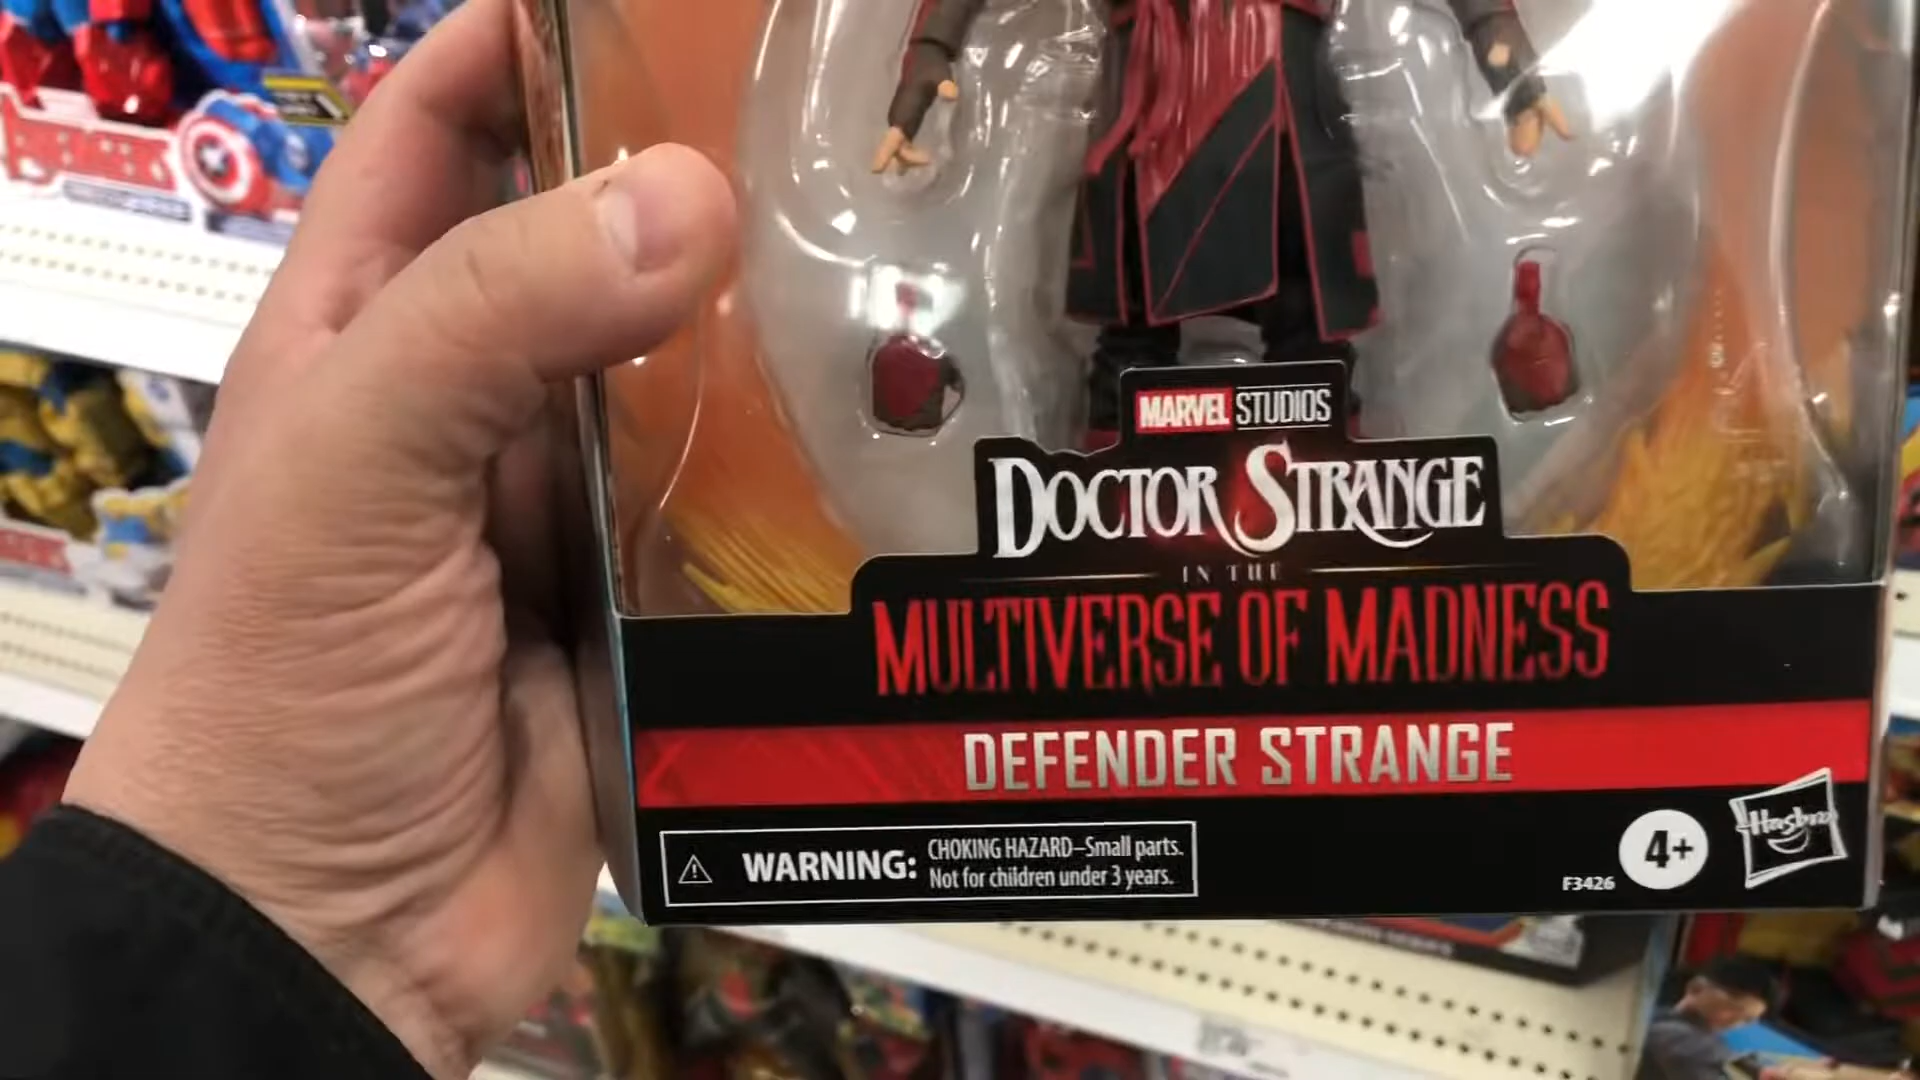 MARVEL STUDIOS
DOCTOR STRANGE
IN THE
MULTIVERSE OF MADNESS
DEFENDER STRANGE
WARNING: CHOKING HAZARD–Small parts.
Not for children under 3 years.
F3426
4+
Hasbro